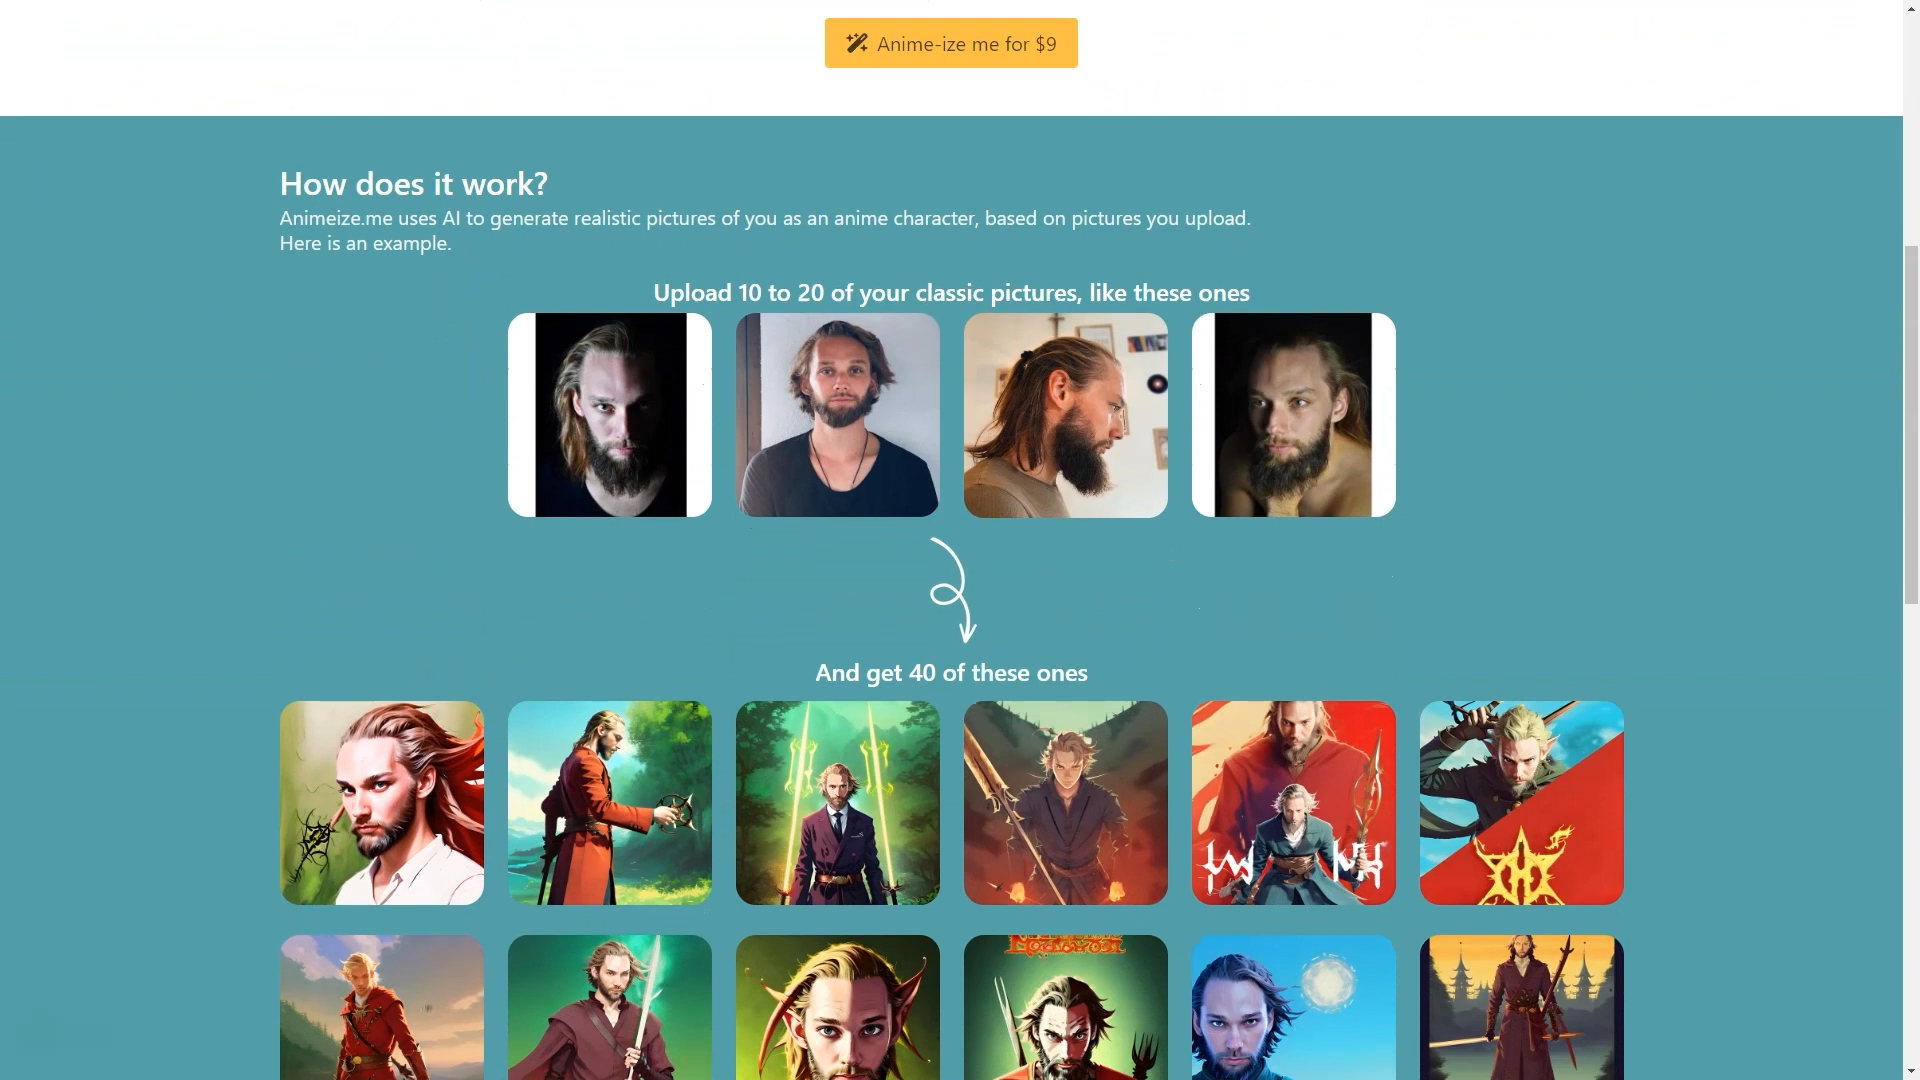 Anime-ize me for $9
How does it work?
Animeize.me uses AI to generate realistic pictures of you as an anime character, based on pictures you upload.
Here is an example.
Upload 10 to 20 of your classic pictures, like these ones
And get 40 of these ones